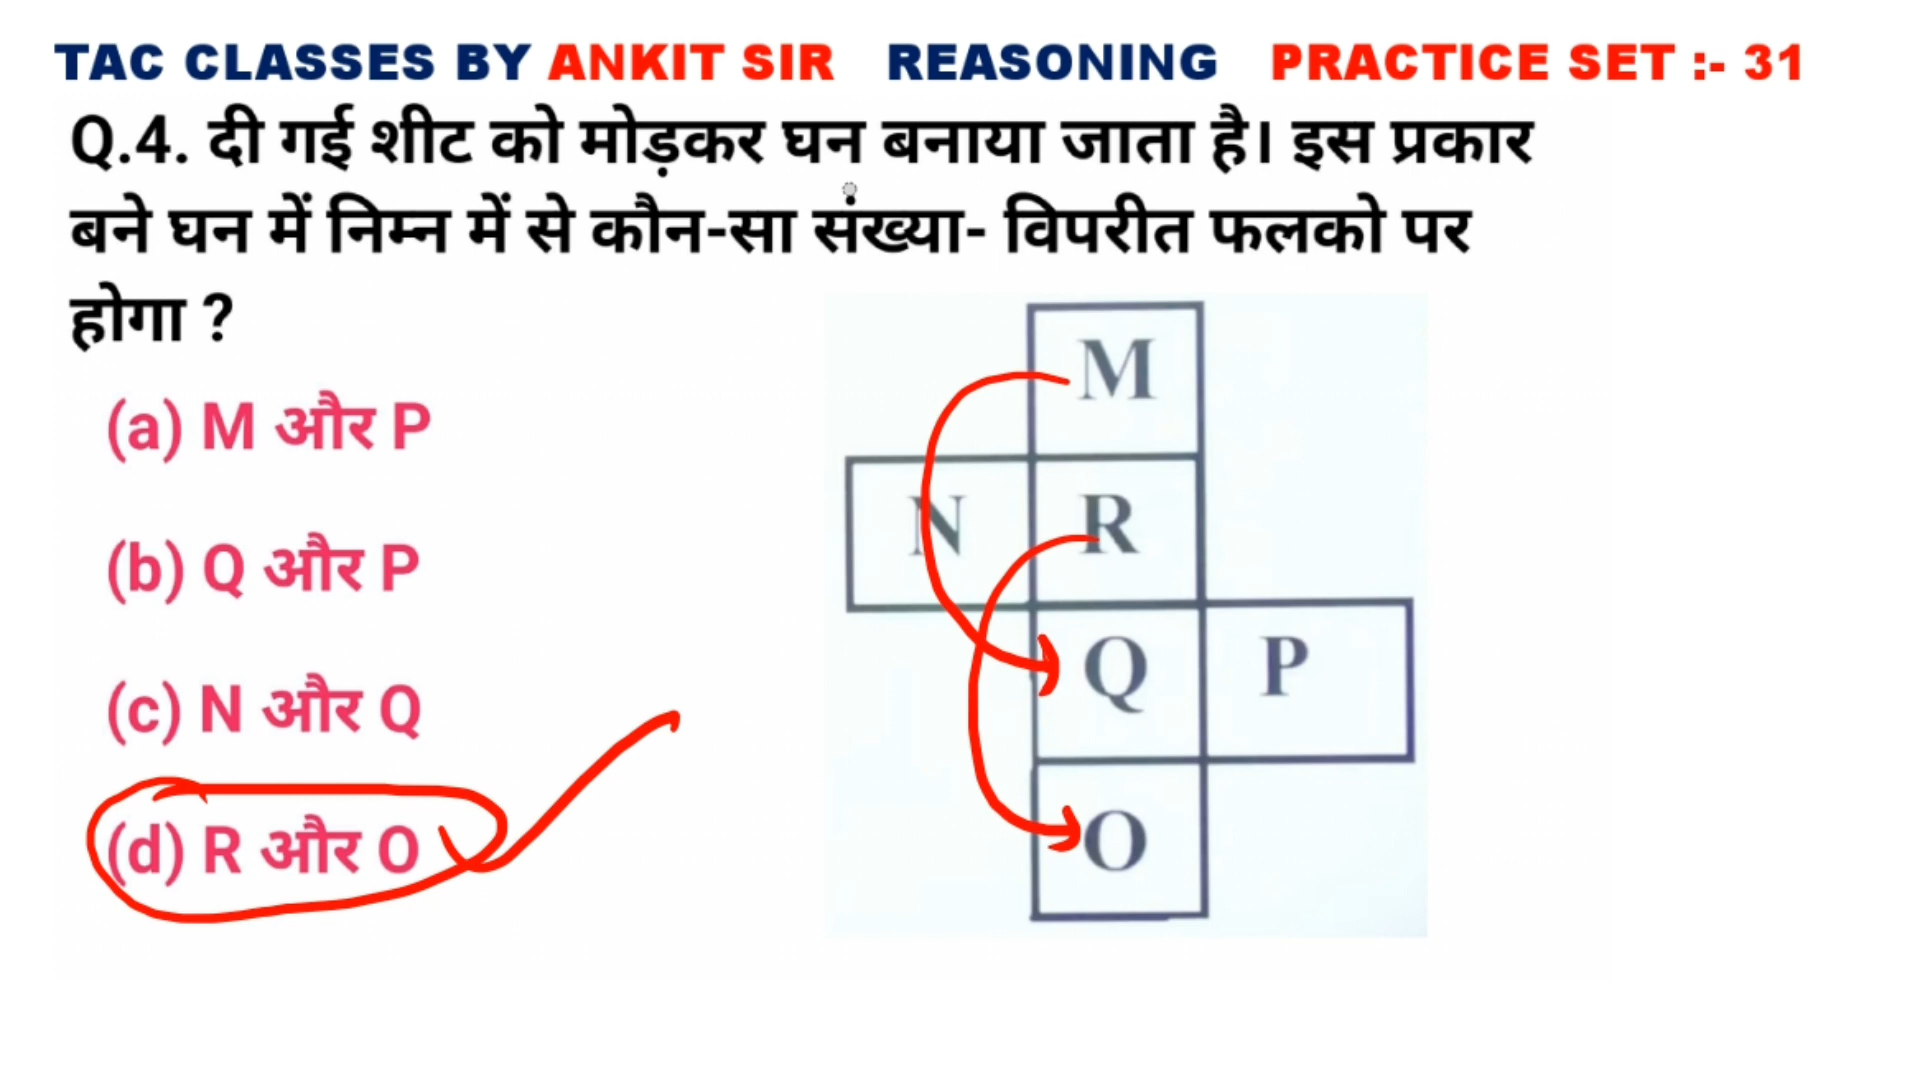 TAC CLASSES BY ANKIT SIR REASONING PRACTICE SET :- 31
Q.4. दी गई शीट को मोड़कर घन बनाया जाता है। इस प्रकार
बने घन में निम्न में से कौन-सा संख्या- विपरीत फलको पर
होगा ?
(a) M और P
(b) Q और P
(c) N और Q
(d) R और O
M
N R
Q P
O